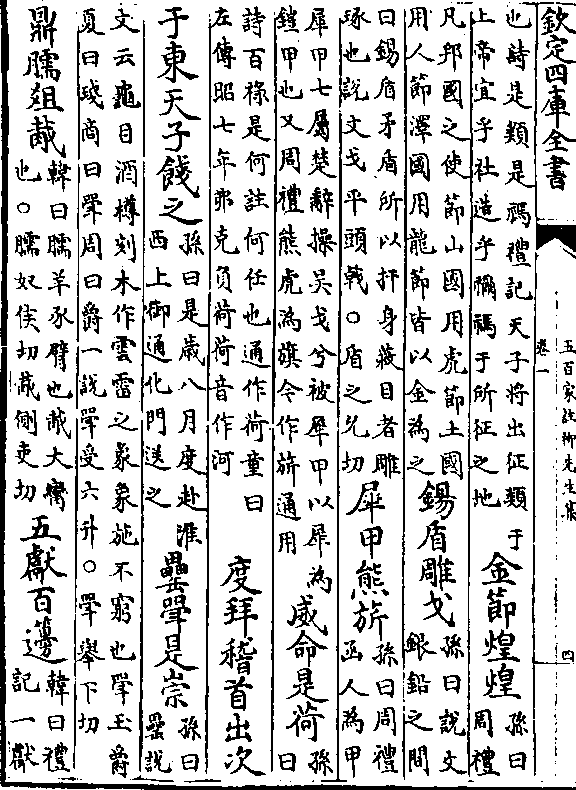 欽定四庫全書
五百家註柳先生集
卷一
四
也詩是類是禡禮記天子將出征類于
上帝宜乎社造乎禰禡于所征之地
金節煌煌
孫曰
周禮
凡邦國之使節山國用虎節土國
用人節澤國用龍節皆以金為之
錫盾雕戈
孫曰說文
銀鉛之間
曰錫盾矛盾所以扞身蔽目者雕
琢也說文戈平頭戟○盾之允切
犀甲熊旂
孫曰周禮
函人為甲
犀甲七屬楚辭操吳戈兮被犀甲以犀為
鎧甲也又周禮熊虎為旗今作旂通用
威命是荷
孫
曰
詩百祿是何註何任也通作荷童曰
左傳昭七年弗克負荷荷音作河
度拜稽首出次
于東天子餞之
孫曰是歲八月度赴淮
西上御通化門送之
罍斝是崇
孫曰
罍說
文云龜目酒樽刻木作雲雷之象象施不窮也斝玉爵
夏曰琖商曰斝周曰爵一說斝受六升○斝舉下切
鼎臑俎胾
韓曰臑羊豕臂也胾大臠
也○臑奴侯切胾側吏切
五獻百籩
韓曰禮
記一獻